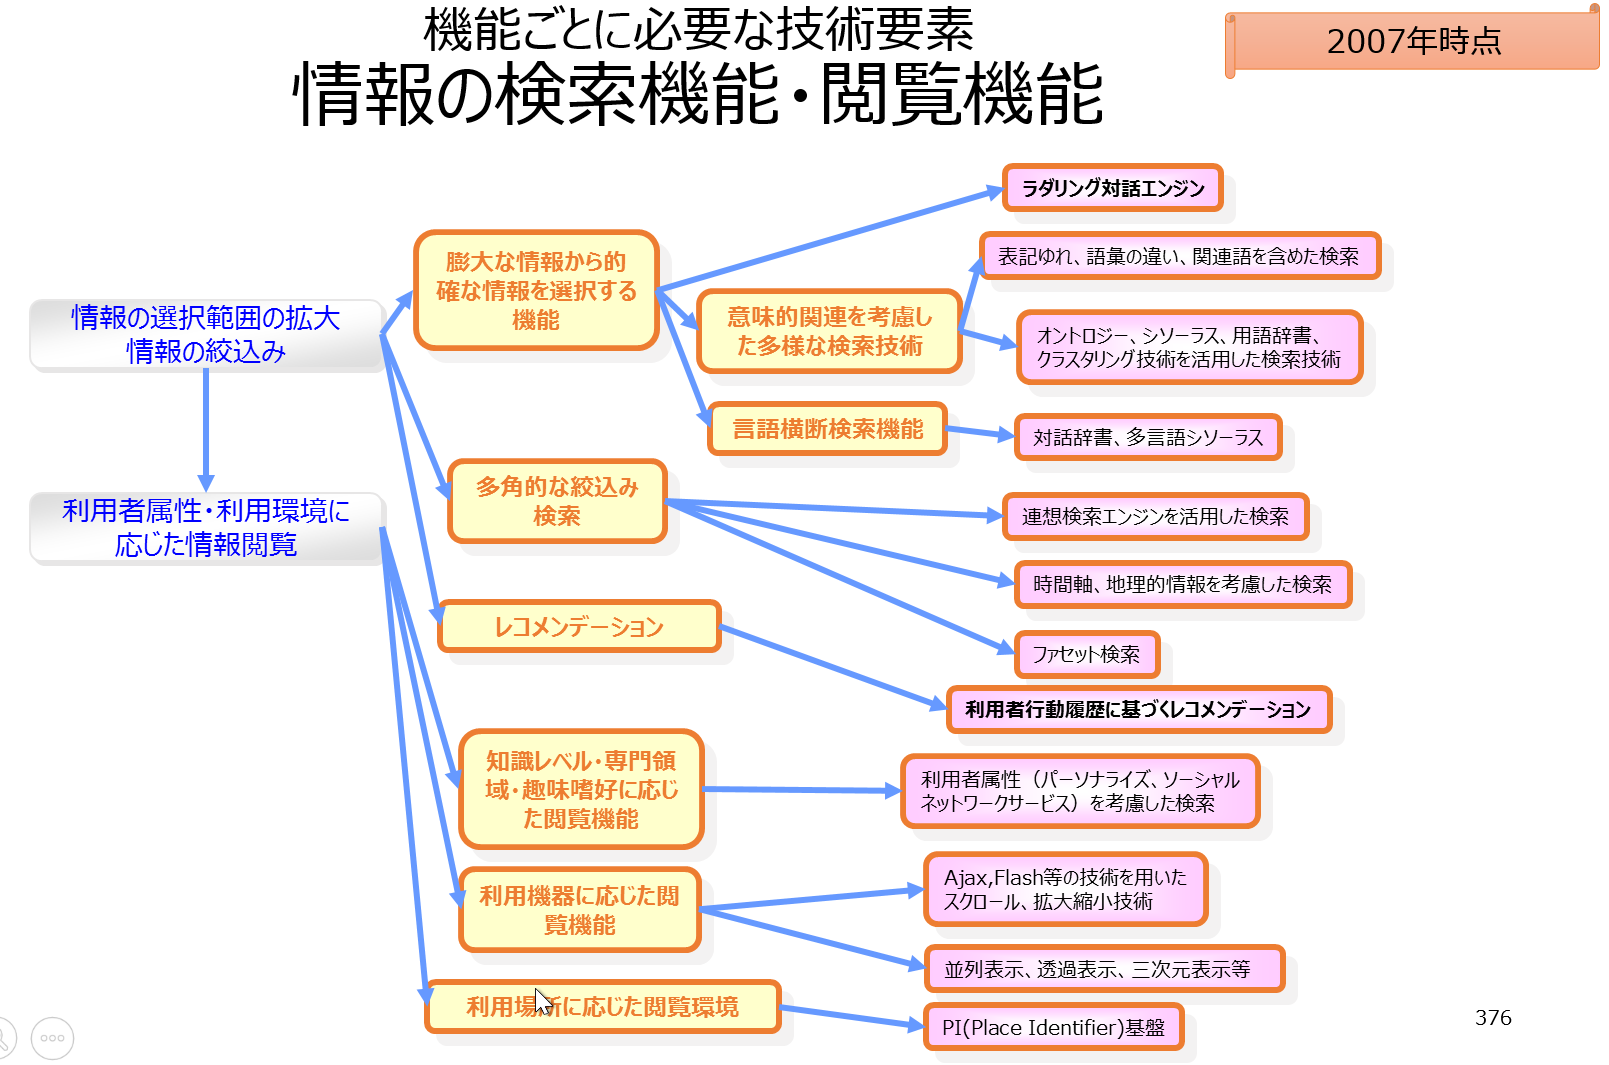 機能ごとに必要な技術要素
情報の検索機能・閲覧機能
2007年時点
情報の選択範囲の拡大
情報の絞込み
利用者属性・利用環境に
応じた情報閲覧
膨大な情報から的
確な情報を選択する
機能
意味的関連を考慮し
た多様な検索技術
言語横断検索機能
多角的な絞込み
検索
レコメンデーション
知識レベル・専門領
域・趣味嗜好に応じ
た閲覧機能
利用機器に応じた閲
覧機能
利用場所に応じた閲覧環境
ラダリング対話エンジン
表記ゆれ、語彙の違い、関連語を含めた検索
オントロジー、シソーラス、用語辞書、
クラスタリング技術を活用した検索技術
対話辞書、多言語シソーラス
連想検索エンジンを活用した検索
時間軸、地理的情報を考慮した検索
ファセット検索
利用者行動履歴に基づくレコメンデーション
利用者属性（パーソナライズ、ソーシャル
ネットワークサービス）を考慮した検索
Ajax,Flash等の技術を用いた
スクロール、拡大縮小技術
並列表示、透過表示、三次元表示等
PI(Place Identifier)基盤
376